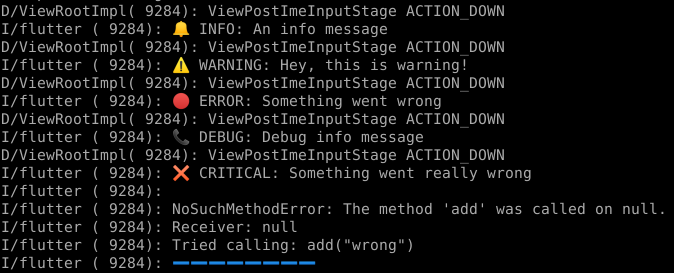 D/ViewRootImpl( 9284): ViewPostImeInputStage ACTION_DOWN
I/flutter ( 9284): 🔔 INFO: An info message
D/ViewRootImpl( 9284): ViewPostImeInputStage ACTION_DOWN
I/flutter ( 9284): ⚠️ WARNING: Hey, this is warning!
D/ViewRootImpl( 9284): ViewPostImeInputStage ACTION_DOWN
I/flutter ( 9284): 🔴 ERROR: Something went wrong
D/ViewRootImpl( 9284): ViewPostImeInputStage ACTION_DOWN
I/flutter ( 9284): 📞 DEBUG: Debug info message
D/ViewRootImpl( 9284): ViewPostImeInputStage ACTION_DOWN
I/flutter ( 9284): ❌ CRITICAL: Something went really wrong
I/flutter ( 9284):
I/flutter ( 9284): NoSuchMethodError: The method 'add' was called on null.
I/flutter ( 9284): Receiver: null
I/flutter ( 9284): Tried calling: add("wrong")
I/flutter ( 9284): ➖➖➖➖➖➖➖➖